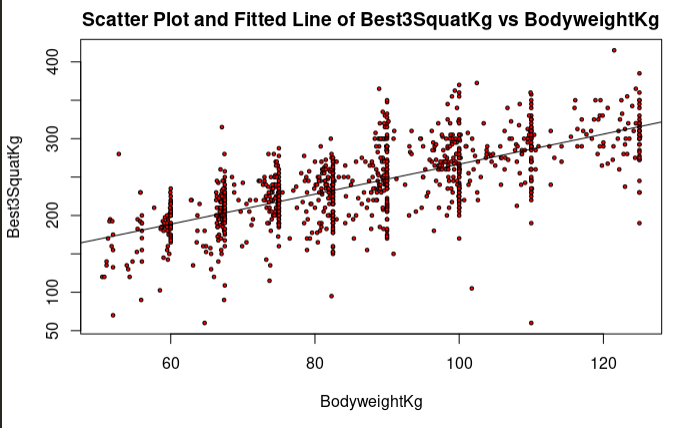 Scatter Plot and Fitted Line of Best3SquatKg vs BodyweightKg
Best3SquatKg
400
300
200
100
50
60 80 100 120
BodyweightKg